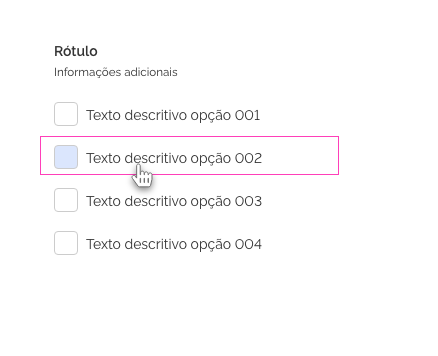 Rótulo
Informações adicionais
Texto descritivo opção 001
Texto descritivo opção 002
Texto descritivo opção 003
Texto descritivo opção 004